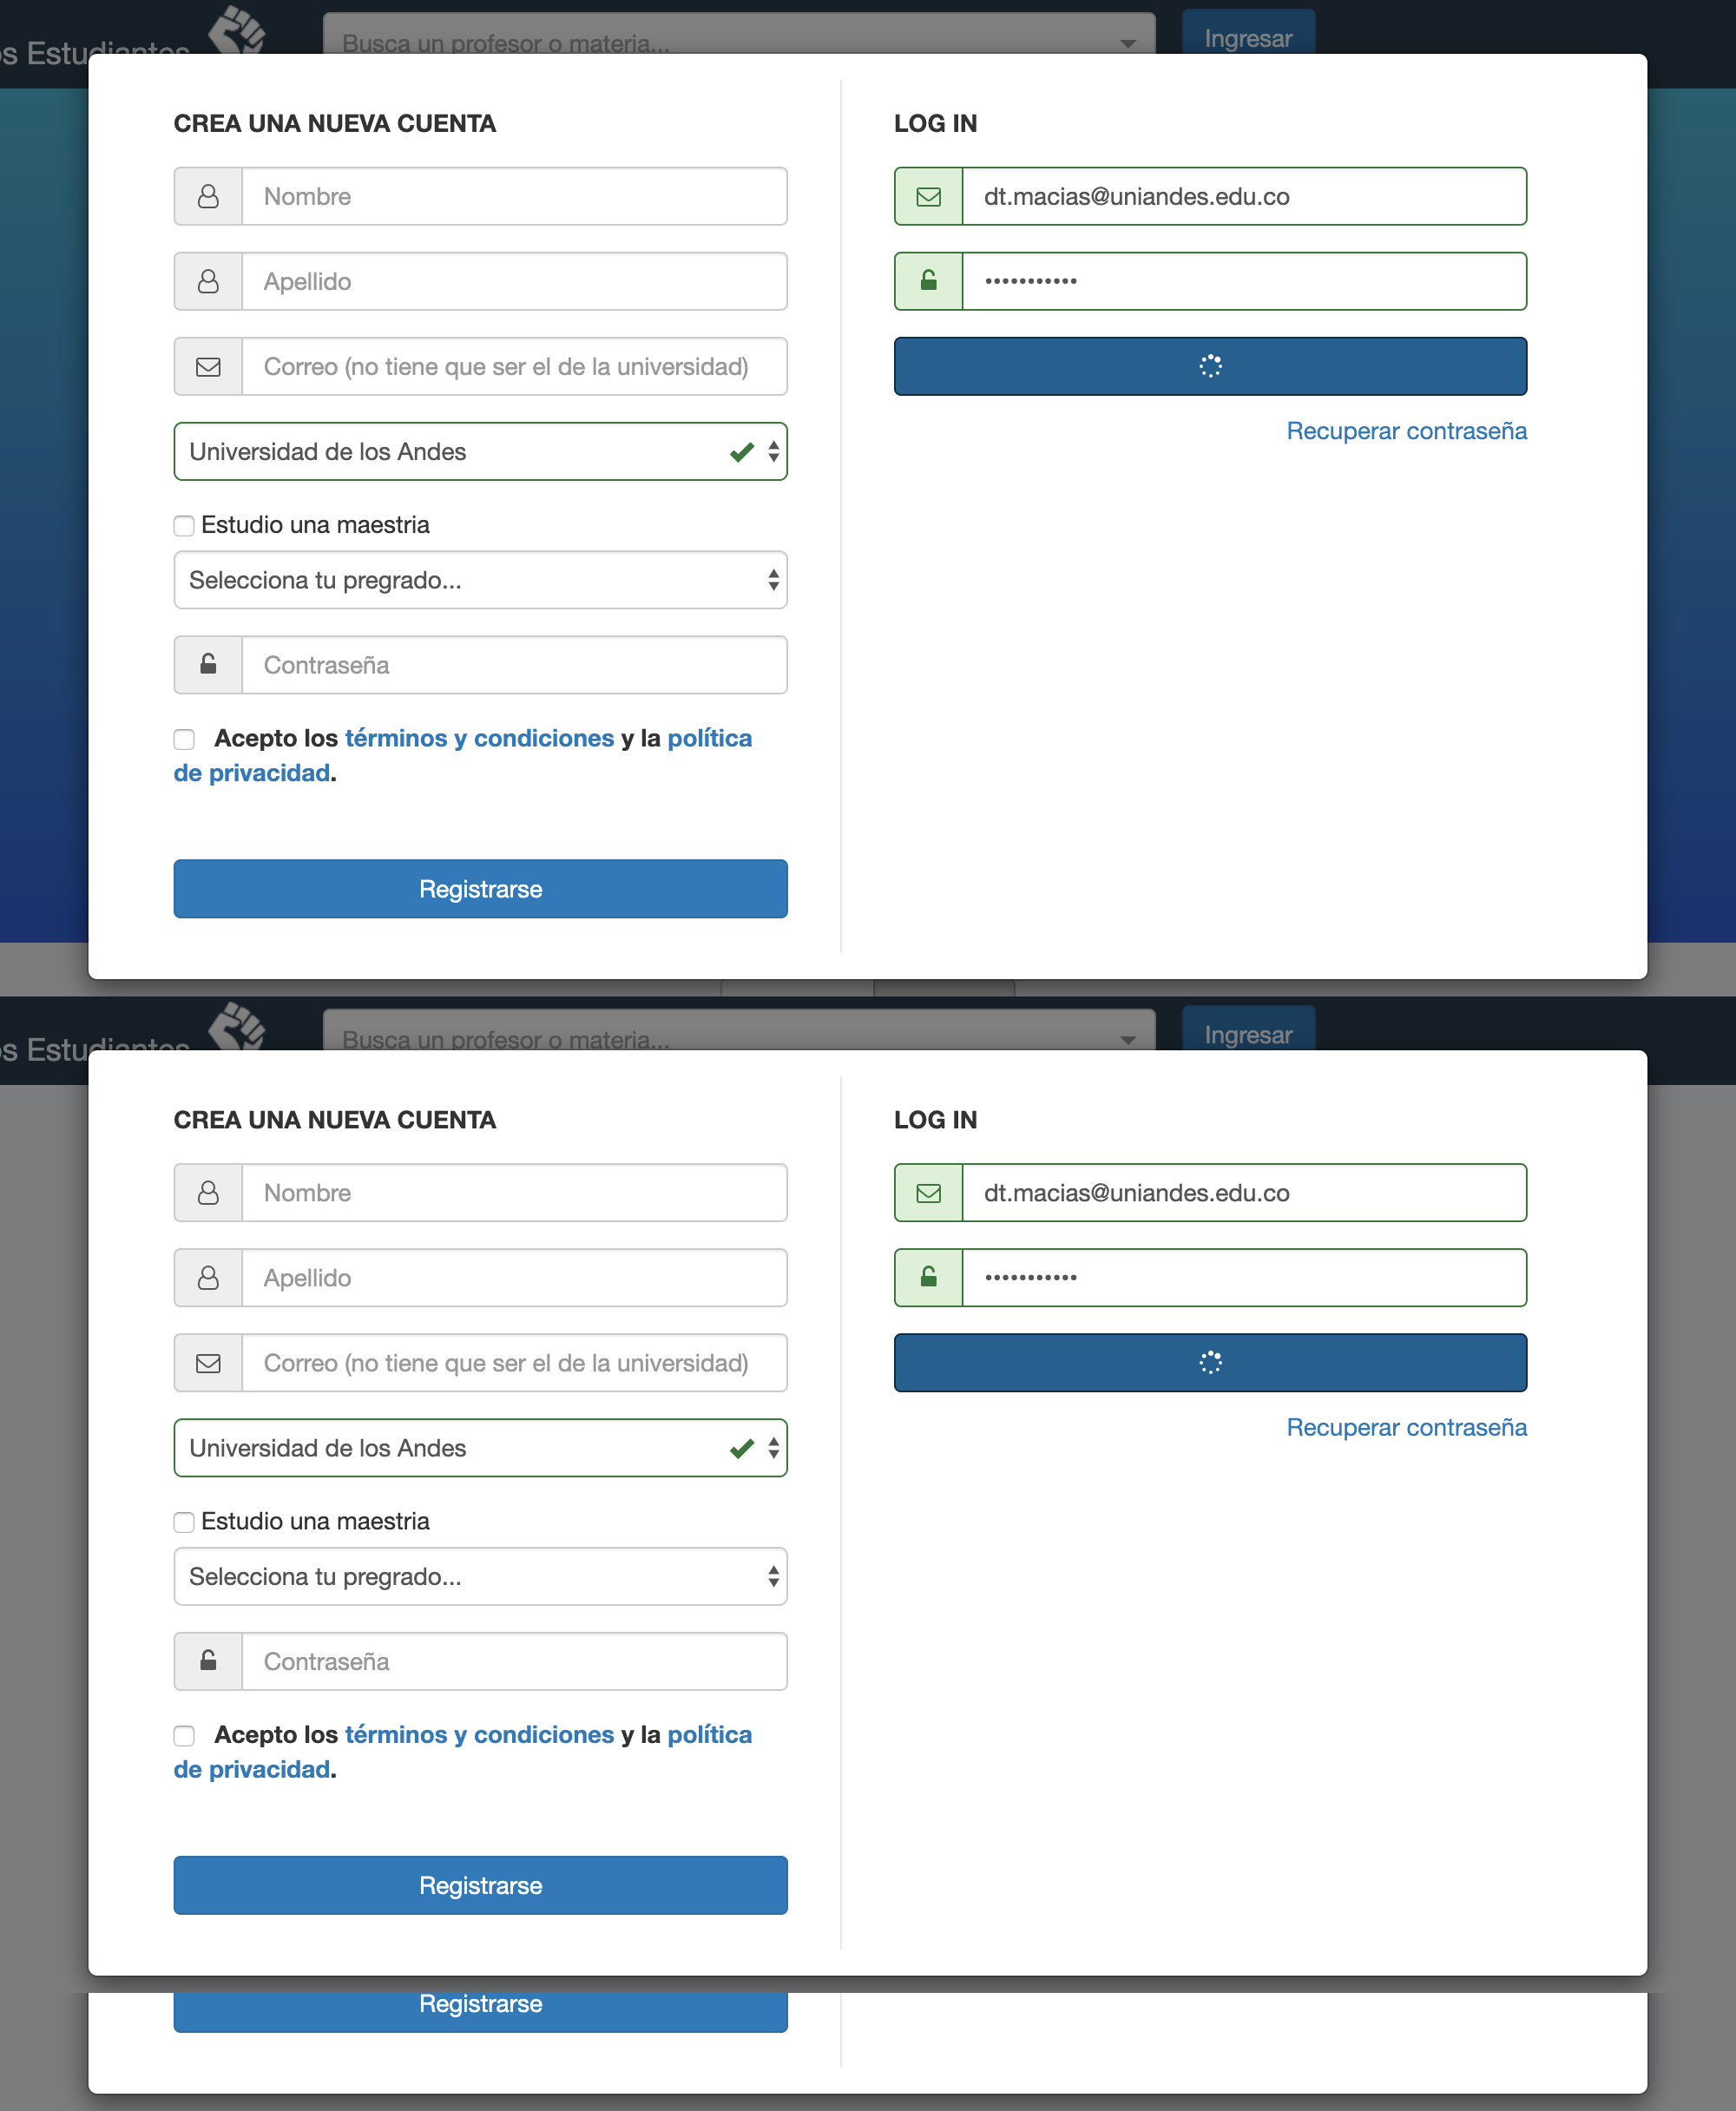 os Estudiantes
Busca un profesor o materia...
Ingresar
CREA UNA NUEVA CUENTA
Nombre
Apellido
Correo (no tiene que ser el de la universidad)
Universidad de los Andes
Estudio una maestria
Selecciona tu pregrado...
Contraseña
Acepto los términos y condiciones y la política
de privacidad.
Registrarse
LOG IN
dt.macias@uniandes.edu.co
•••••••••••
Recuperar contraseña
os Estudiantes
Busca un profesor o materia...
Ingresar
CREA UNA NUEVA CUENTA
Nombre
Apellido
Correo (no tiene que ser el de la universidad)
Universidad de los Andes
Estudio una maestria
Selecciona tu pregrado...
Contraseña
Acepto los términos y condiciones y la política
de privacidad.
Registrarse
LOG IN
dt.macias@uniandes.edu.co
•••••••••••
Recuperar contraseña
Registrarse